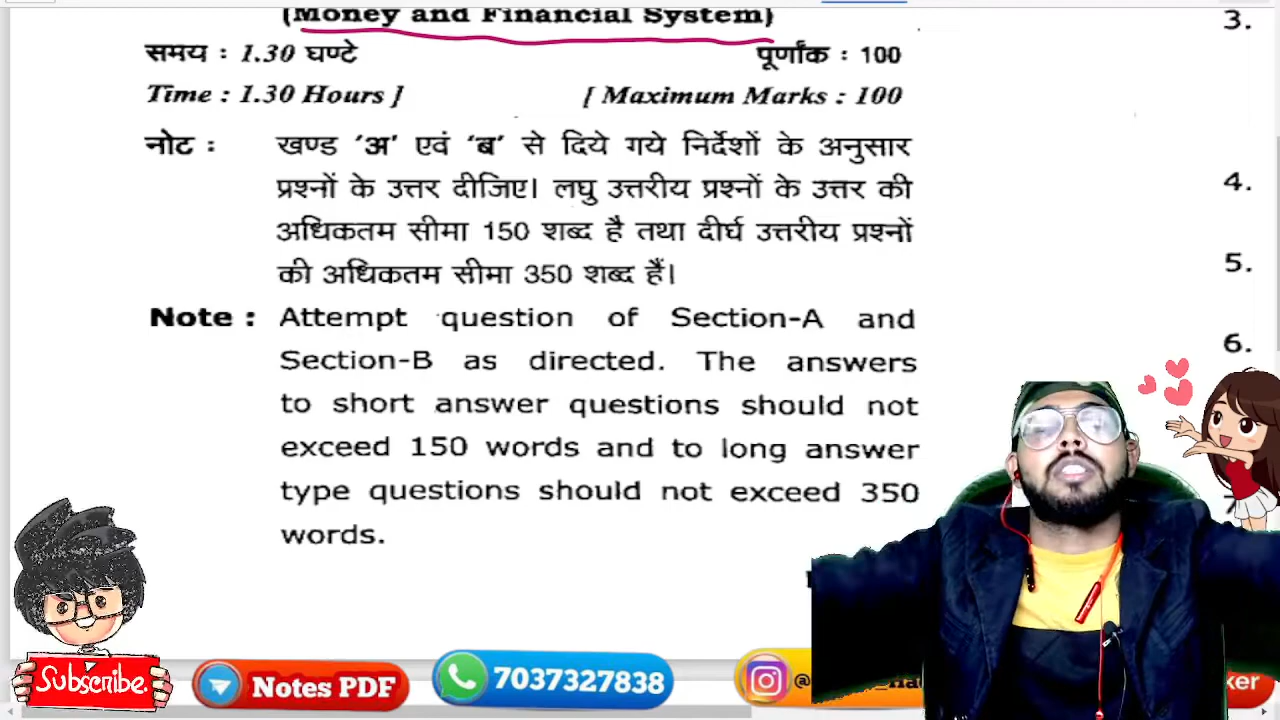 (Money and Financial System)
समय : 1.30 घण्टे
पूर्णांक : 100
Time : 1.30 Hours ]
[ Maximum Marks : 100
नोट :
खण्ड 'अ' एवं 'ब' से दिये गये निर्देशों के अनुसार
प्रश्नों के उत्तर दीजिए। लघु उत्तरीय प्रश्नों के उत्तर की
अधिकतम सीमा 150 शब्द है तथा दीर्घ उत्तरीय प्रश्नों
की अधिकतम सीमा 350 शब्द हैं।
Note : Attempt question of Section-A and
Section-B as directed. The answers
to short answer questions should not
exceed 150 words and to long answer
type questions should not exceed 350
words.
3.
4.
5.
6.
Subscribe.
Notes PDF
7037327838